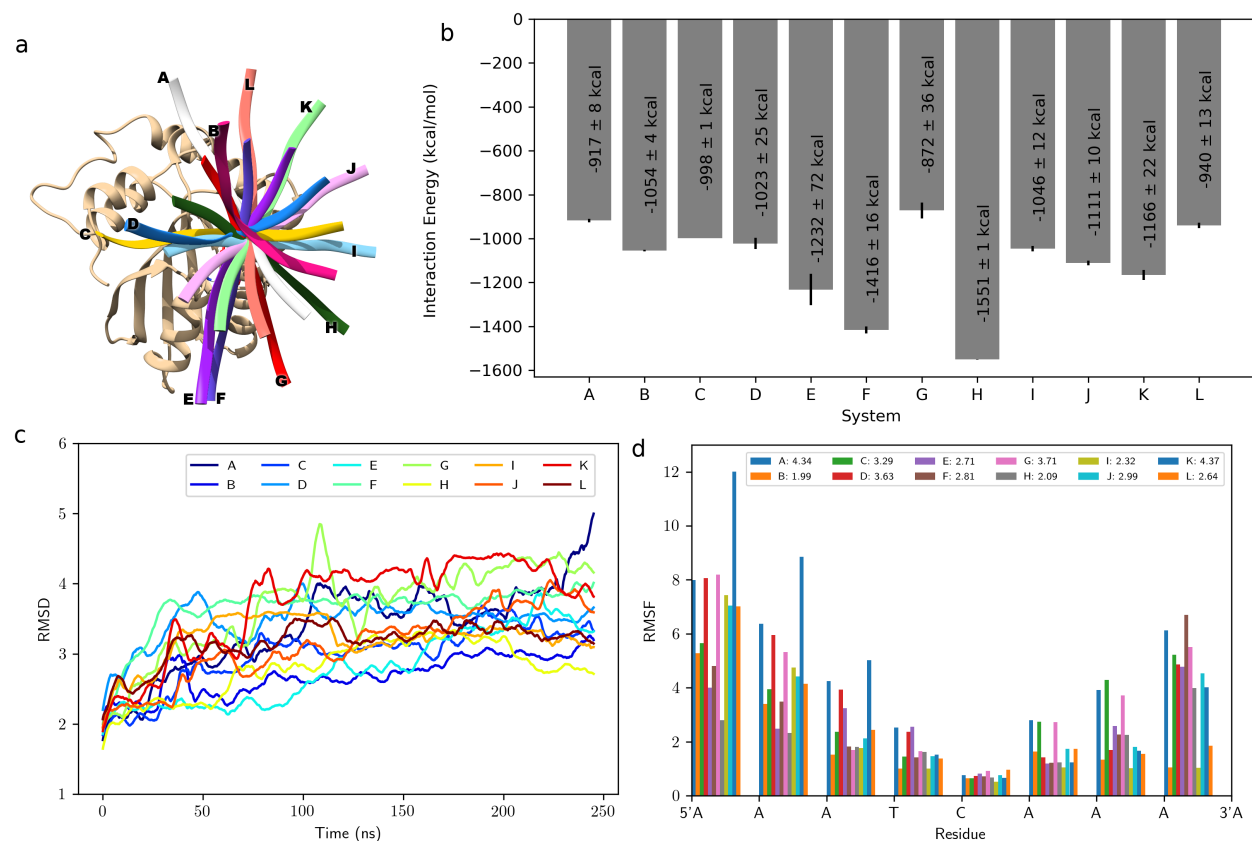 a
A
L
K
B
J
D
C
I
H
G
E
F
b
Interaction Energy (kcal/mol)
0
−200
−400
−600
−800
−1000
−1200
−1400
−1600
-917 ± 8 kcal
-1054 ± 4 kcal
-998 ± 1 kcal
-1023 ± 25 kcal
-1232 ± 72 kcal
-1416 ± 16 kcal
-872 ± 36 kcal
-1551 ± 1 kcal
-1046 ± 12 kcal
-1111 ± 10 kcal
-1166 ± 22 kcal
-940 ± 13 kcal
A B C D E F G H I J K L
System
c
RMSD
6
5
4
3
2
1
A C E G I K
B D F H J L
0 50 100 150 200 250
Time (ns)
d
RMSF
12
10
8
6
4
2
0
A: 4.34 C: 3.29 E: 2.71 G: 3.71 I: 2.32 K: 4.37
B: 1.99 D: 3.63 F: 2.81 H: 2.09 J: 2.99 L: 2.64
5'A A A T C A A A 3'A
Residue